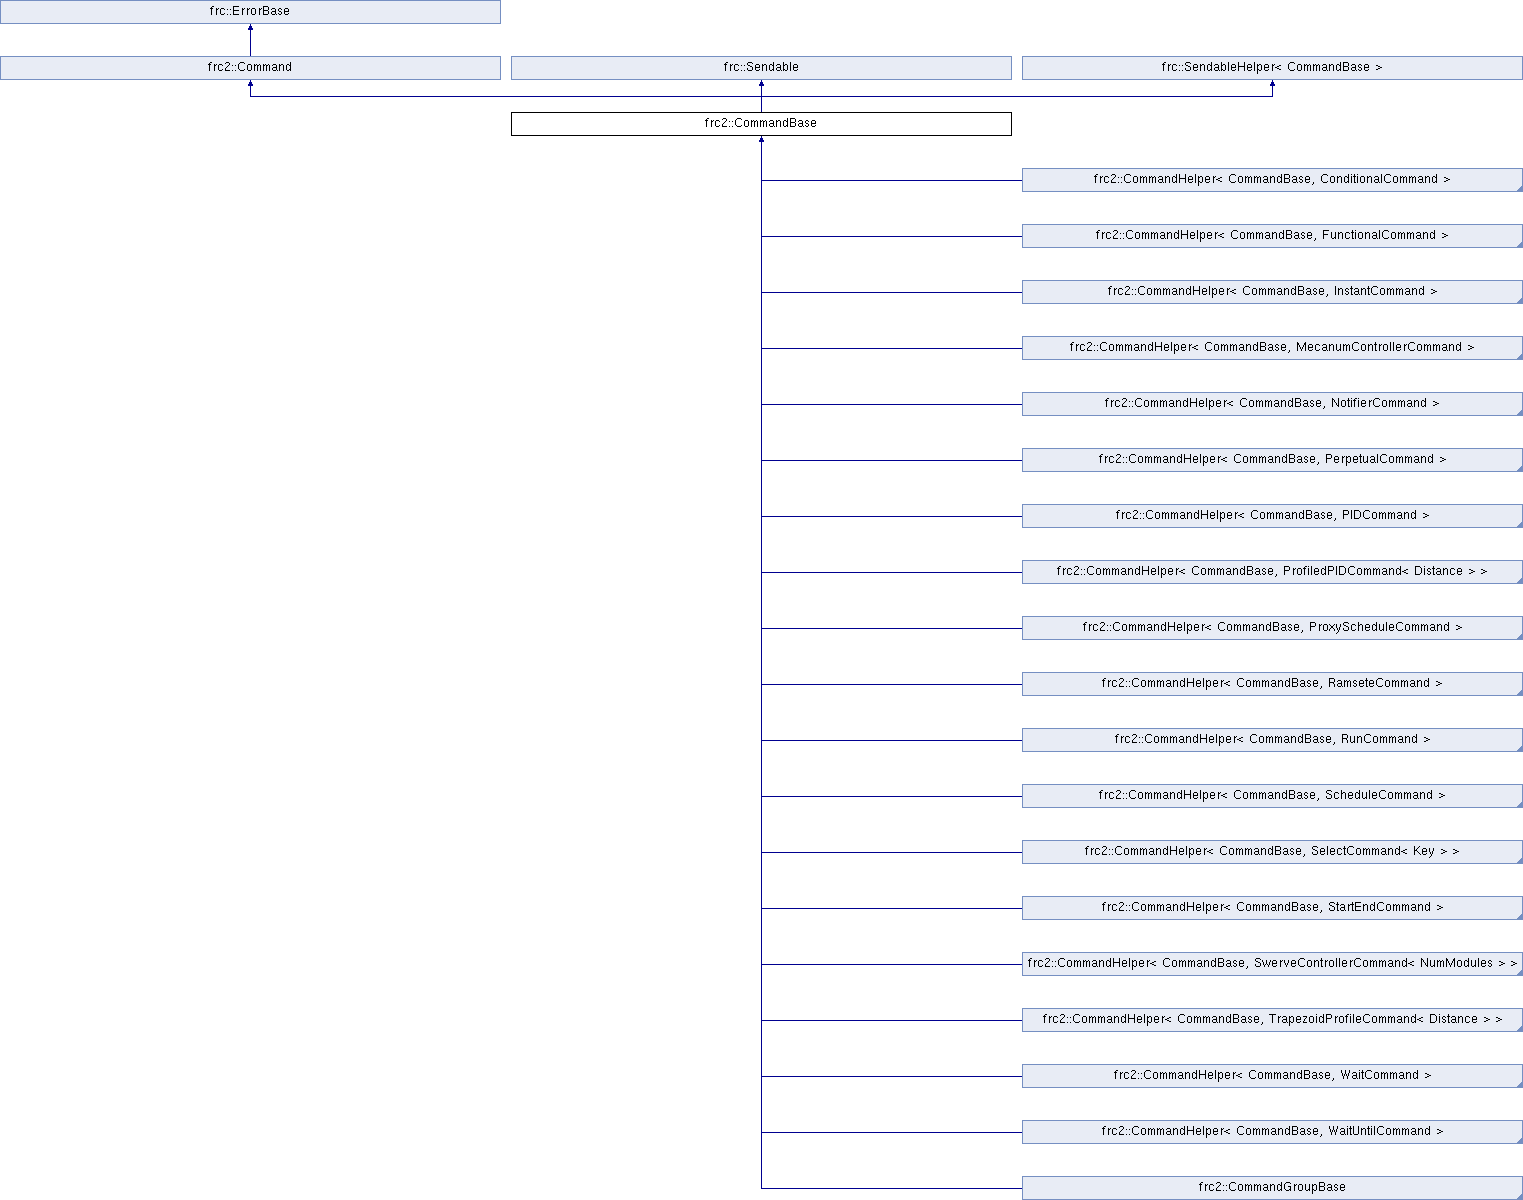 frc::ErrorBase
frc2::Command
frc::Sendable
frc::SendableHelper< CommandBase >
frc2::CommandBase
frc2::CommandHelper< CommandBase, ConditionalCommand >
frc2::CommandHelper< CommandBase, FunctionalCommand >
frc2::CommandHelper< CommandBase, InstantCommand >
frc2::CommandHelper< CommandBase, MecanumControllerCommand >
frc2::CommandHelper< CommandBase, NotifierCommand >
frc2::CommandHelper< CommandBase, PerpetualCommand >
frc2::CommandHelper< CommandBase, PIDCommand >
frc2::CommandHelper< CommandBase, ProfiledPIDCommand< Distance > >
frc2::CommandHelper< CommandBase, ProxyScheduleCommand >
frc2::CommandHelper< CommandBase, RamseteCommand >
frc2::CommandHelper< CommandBase, RunCommand >
frc2::CommandHelper< CommandBase, ScheduleCommand >
frc2::CommandHelper< CommandBase, SelectCommand< Key > >
frc2::CommandHelper< CommandBase, StartEndCommand >
frc2::CommandHelper< CommandBase, SwerveControllerCommand< NumModules > >
frc2::CommandHelper< CommandBase, TrapezoidProfileCommand< Distance > >
frc2::CommandHelper< CommandBase, WaitCommand >
frc2::CommandHelper< CommandBase, WaitUntilCommand >
frc2::CommandGroupBase